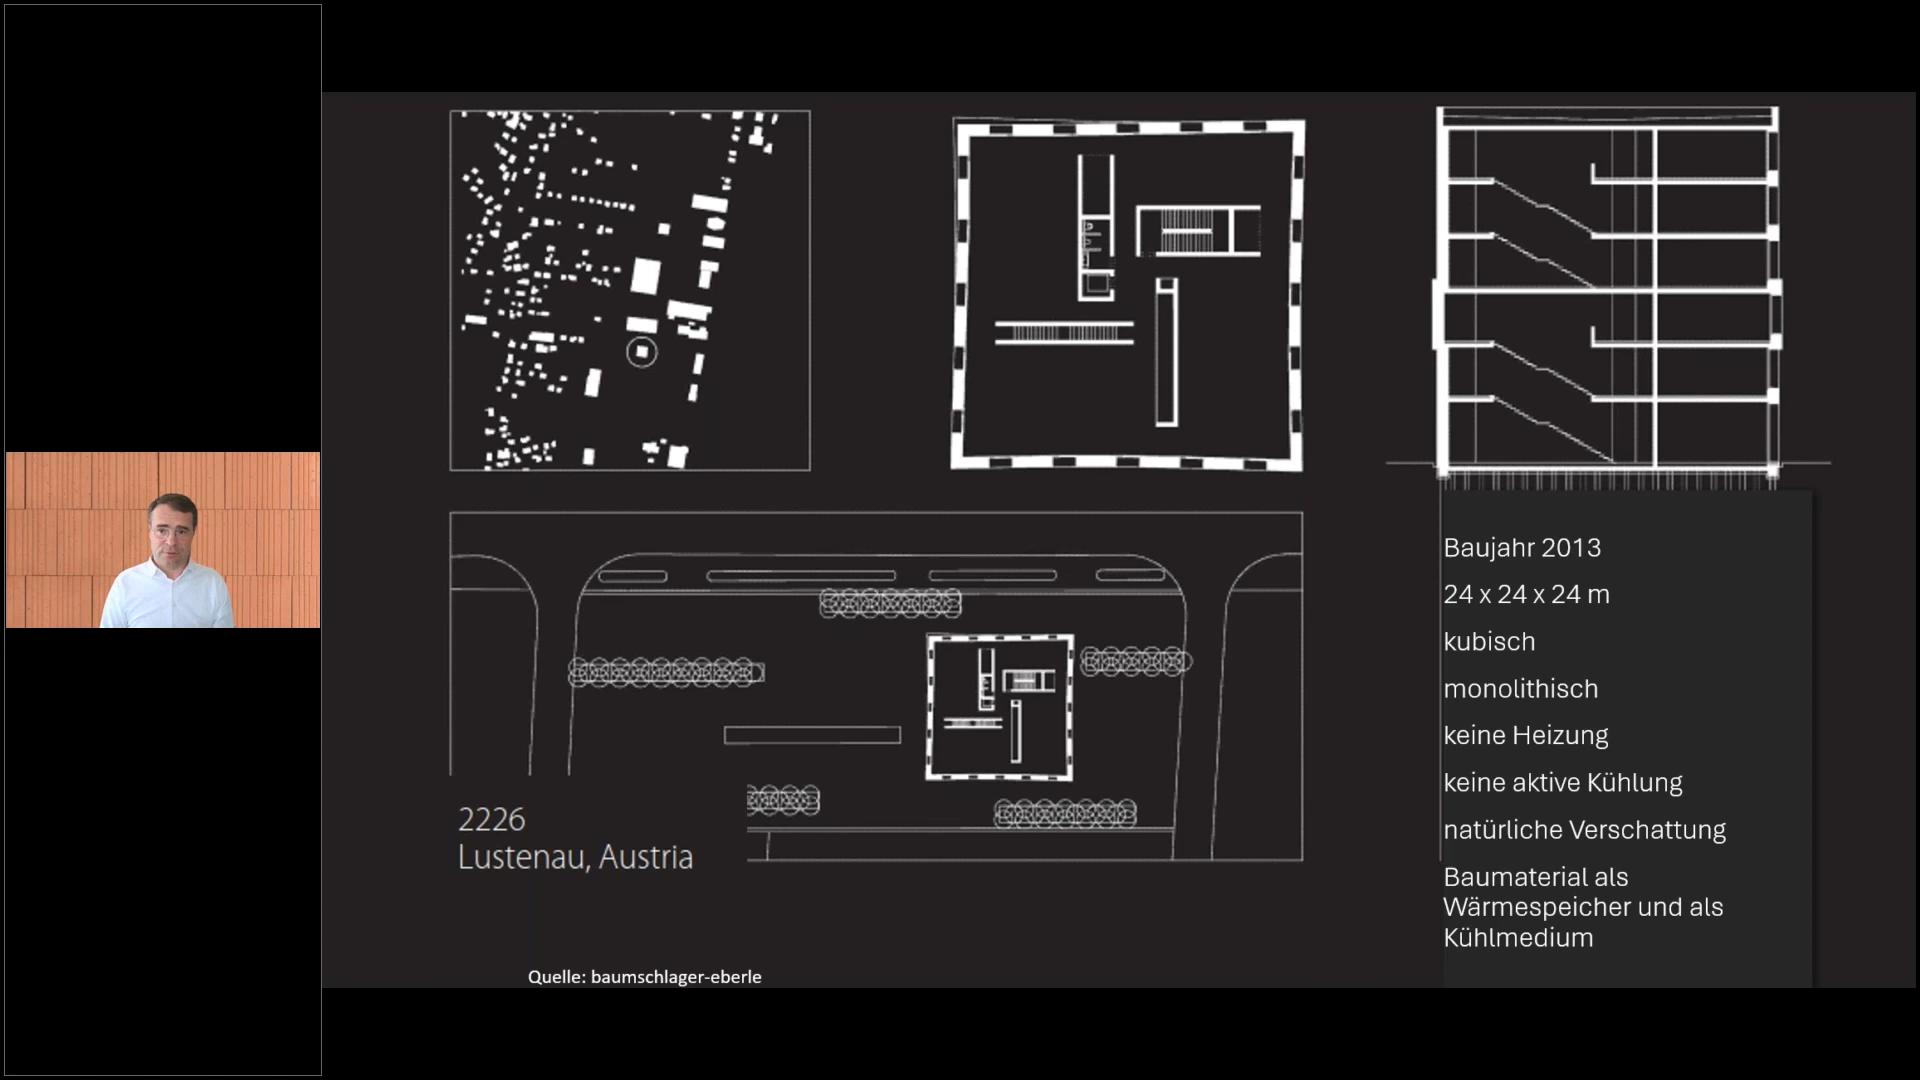 Baujahr 2013
24 x 24 x 24 m
kubisch
monolithisch
keine Heizung
keine aktive Kühlung
natürliche Verschattung
Baumaterial als
Wärmespeicher und als
Kühlmedium
2226
Lustenau, Austria
Quelle: baumschlager-eberle